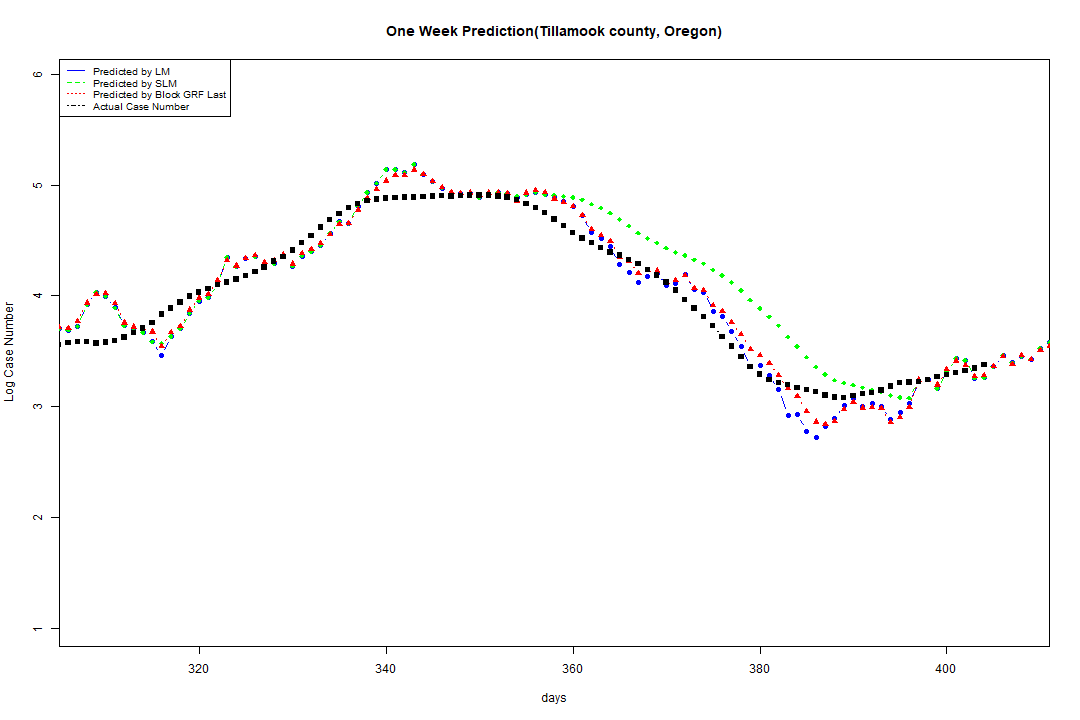 One Week Prediction(Tillamook county, Oregon)
Predicted by LM
Predicted by SLM
Predicted by Block GRF Last
Actual Case Number
6
5
4
3
2
1
Log Case Number
320 340 360 380 400
days